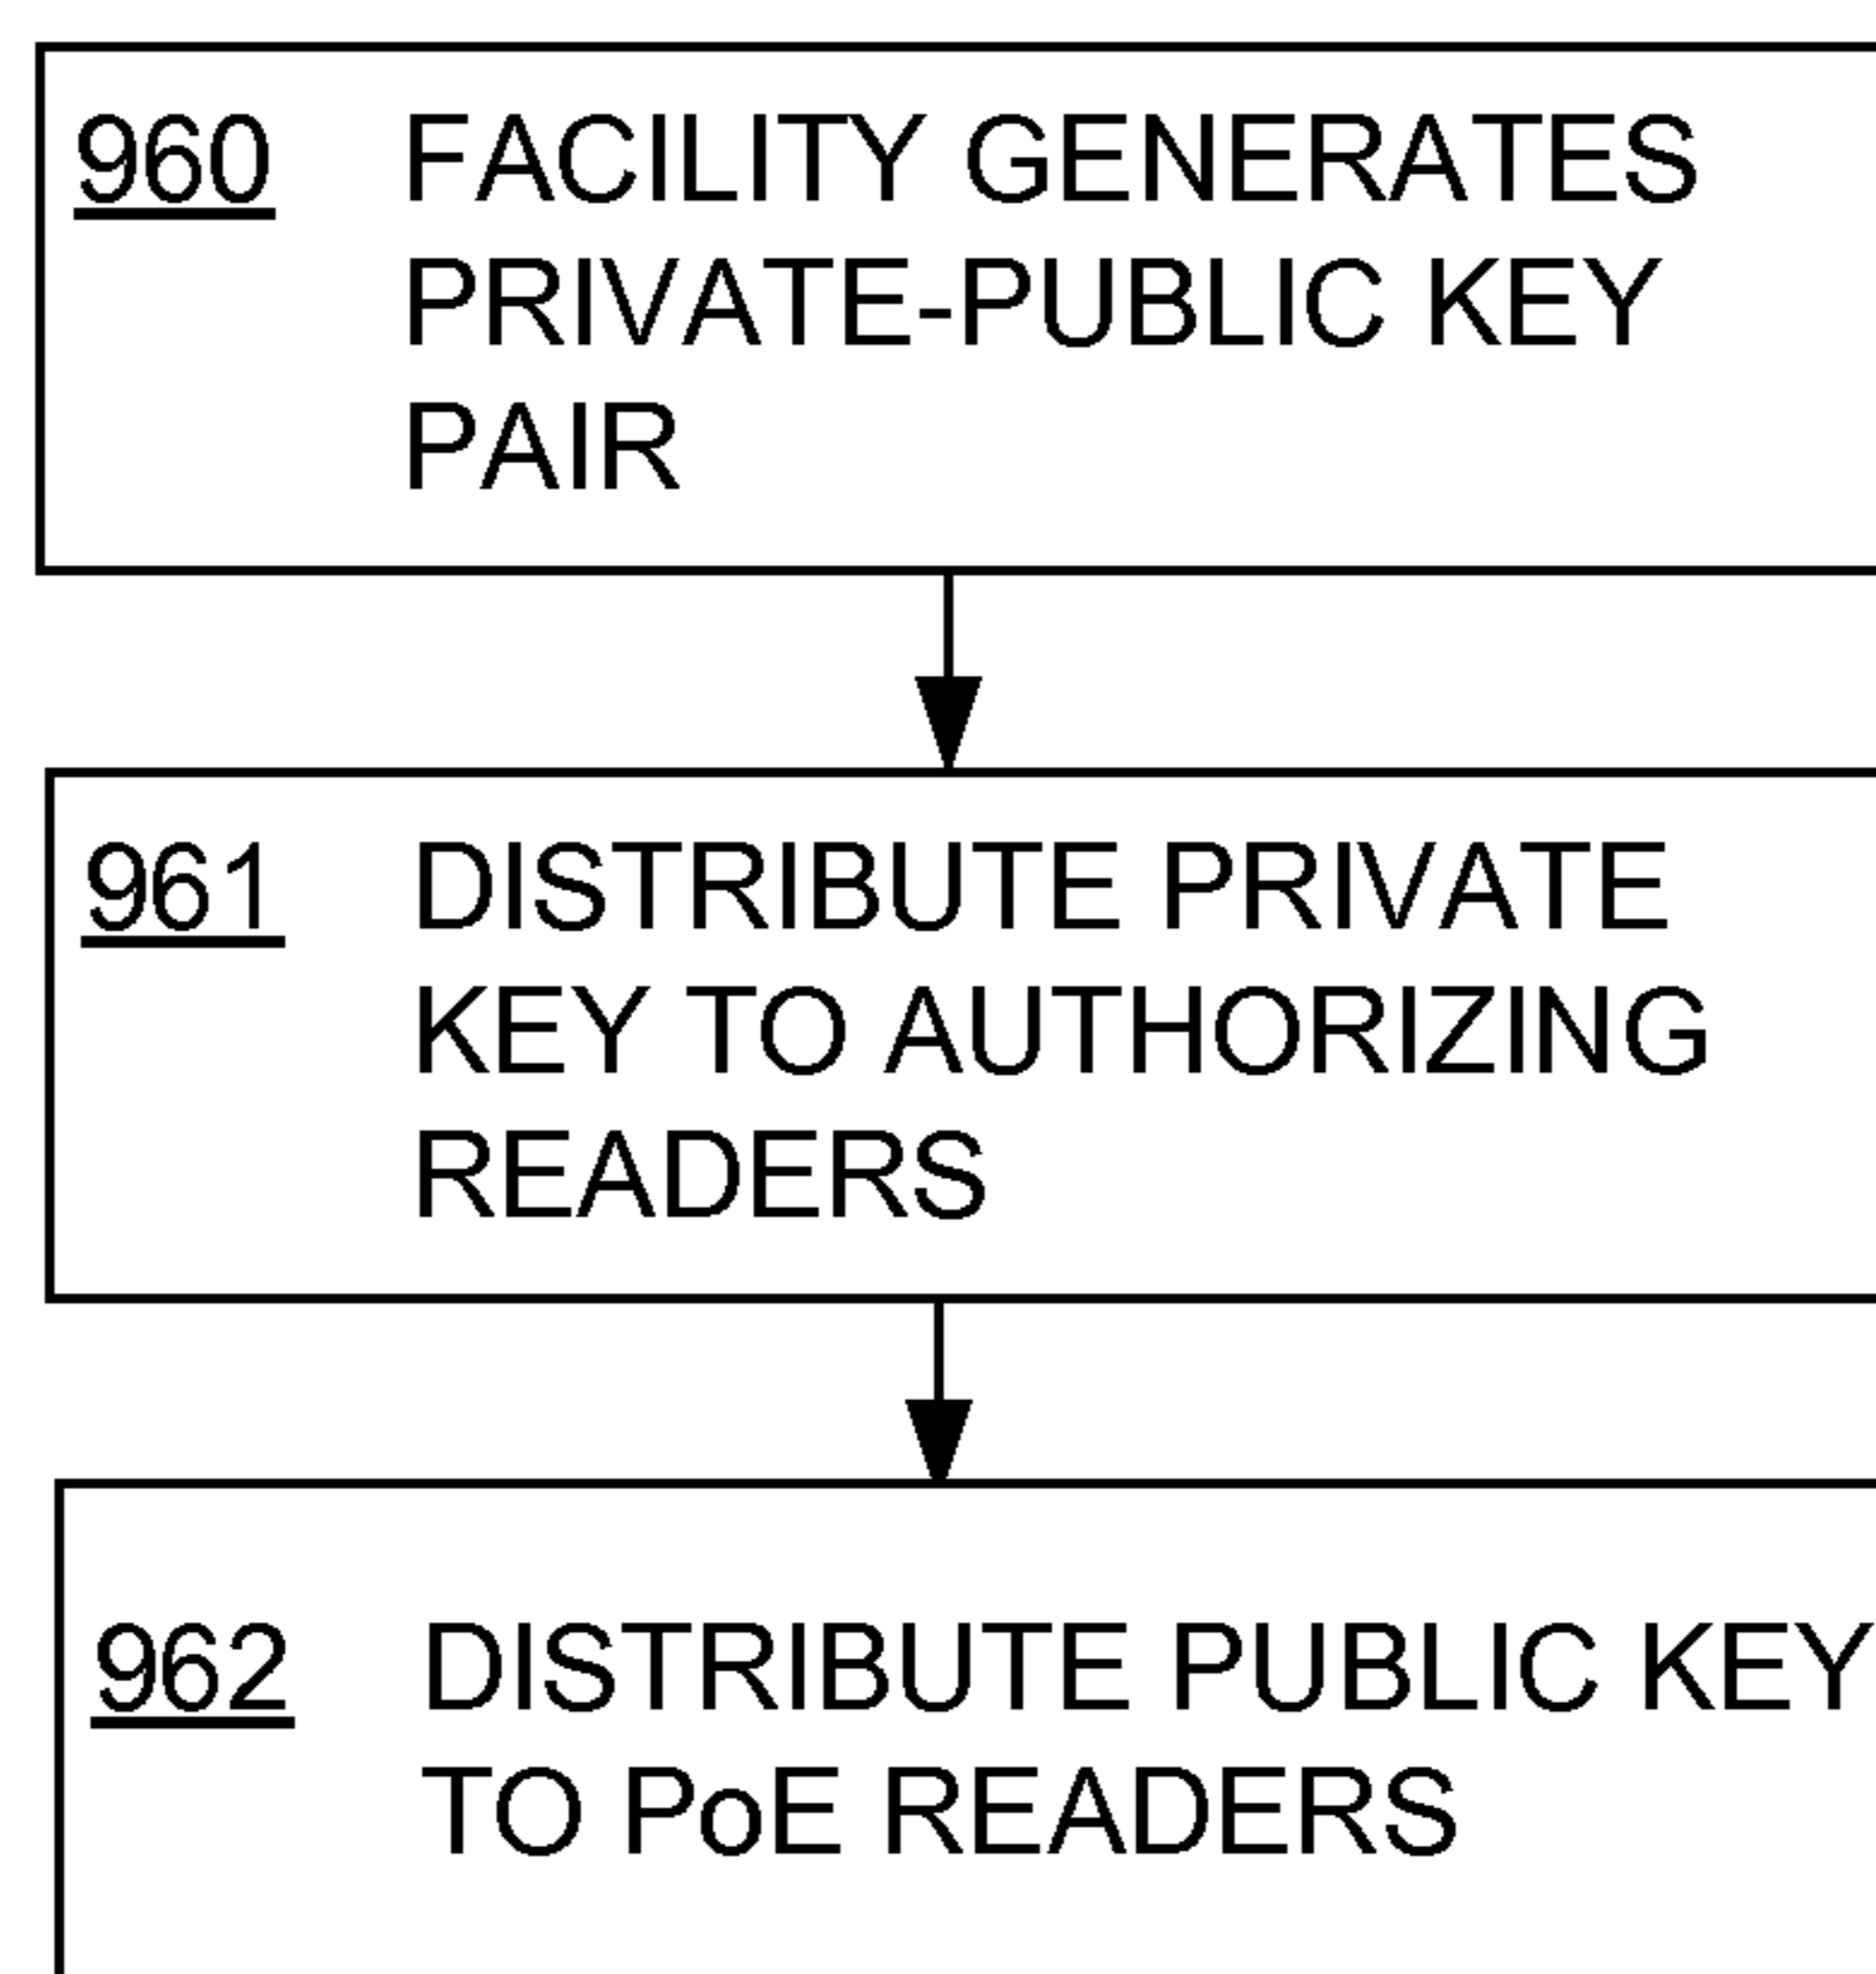 960 FACILITY GENERATES
PRIVATE-PUBLIC KEY
PAIR
961 DISTRIBUTE PRIVATE
KEY TO AUTHORIZING
READERS
962 DISTRIBUTE PUBLIC KEY
TO PoE READERS